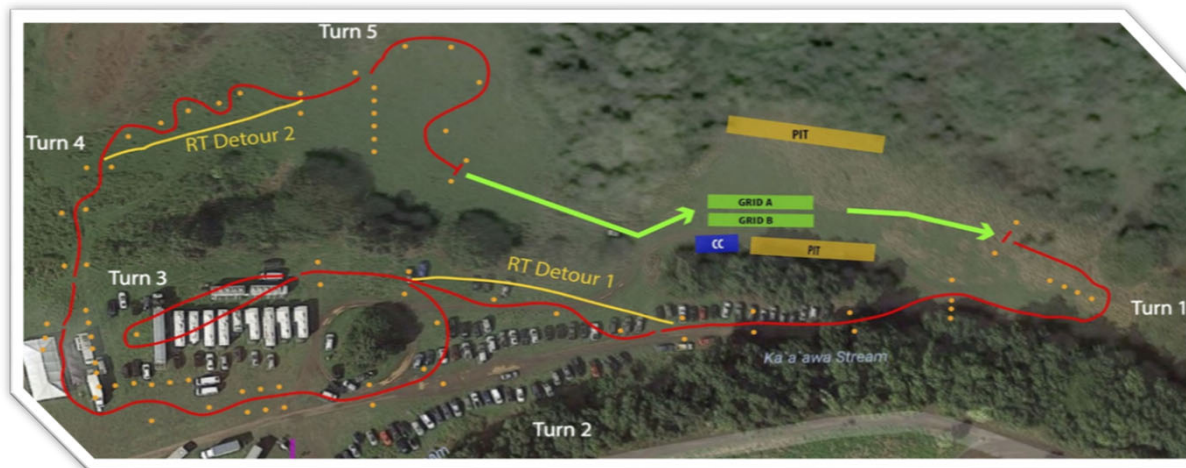 Turn 5
PIT
Turn 4
RT Detour 2
GRID A
GRID B
CC
PIT
RT Detour 1
Turn 3
Turn 1
Ka'a'awa Stream
Turn 2